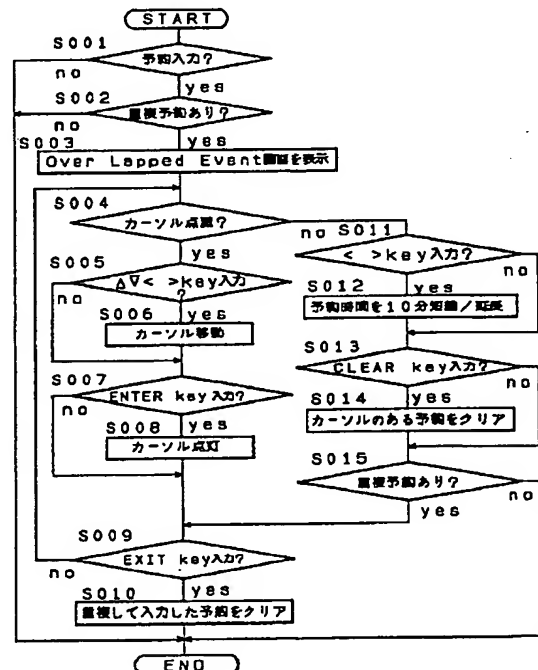 START
S001
予約入力?
no
yes
S002
重複予約あり?
no
yes
S003
Over Lapped Event画面を表示
S004
カーソル点滅?
no
yes
S005
△▽< >key入力
?
no
yes
S006
カーソル移動
S007
ENTER key入力?
no
yes
S008
カーソル点灯
S011
< >key入力?
no
yes
S012
予約時間を10分短縮/延長
S013
CLEAR key入力?
no
yes
S014
カーソルのある予約をクリア
S015
重複予約あり?
no
yes
S009
EXIT key入力?
no
yes
S010
重複して入力した予約をクリア
END